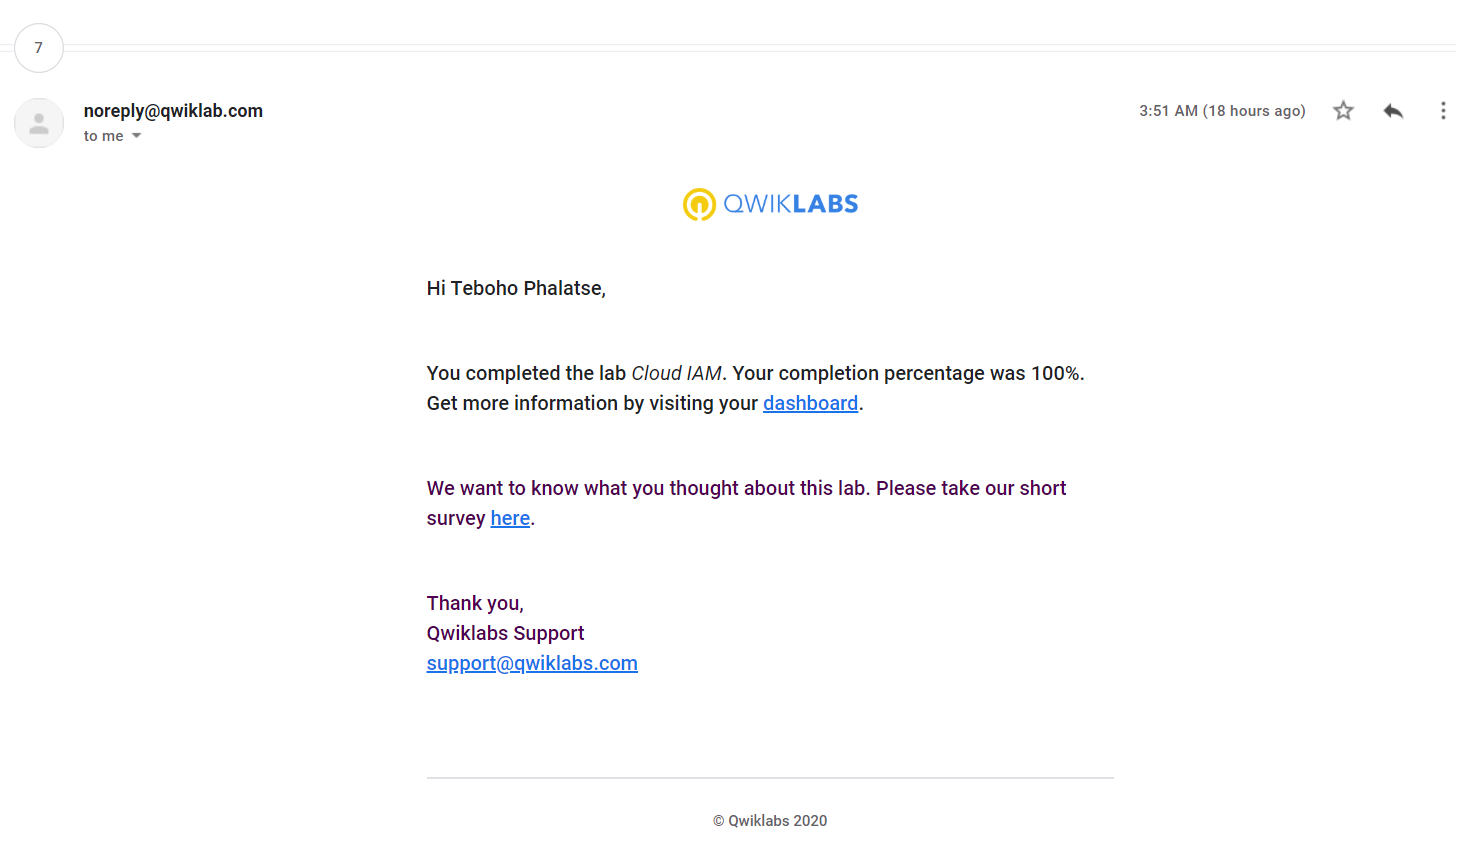 7
noreply@qwiklab.com
3:51 AM (18 hours ago)
to me
QWIKLABS
Hi Teboho Phalatse,
You completed the lab Cloud IAM. Your completion percentage was 100%.
Get more information by visiting your dashboard.
We want to know what you thought about this lab. Please take our short
survey here.
Thank you,
Qwiklabs Support
support@qwiklabs.com
© Qwiklabs 2020